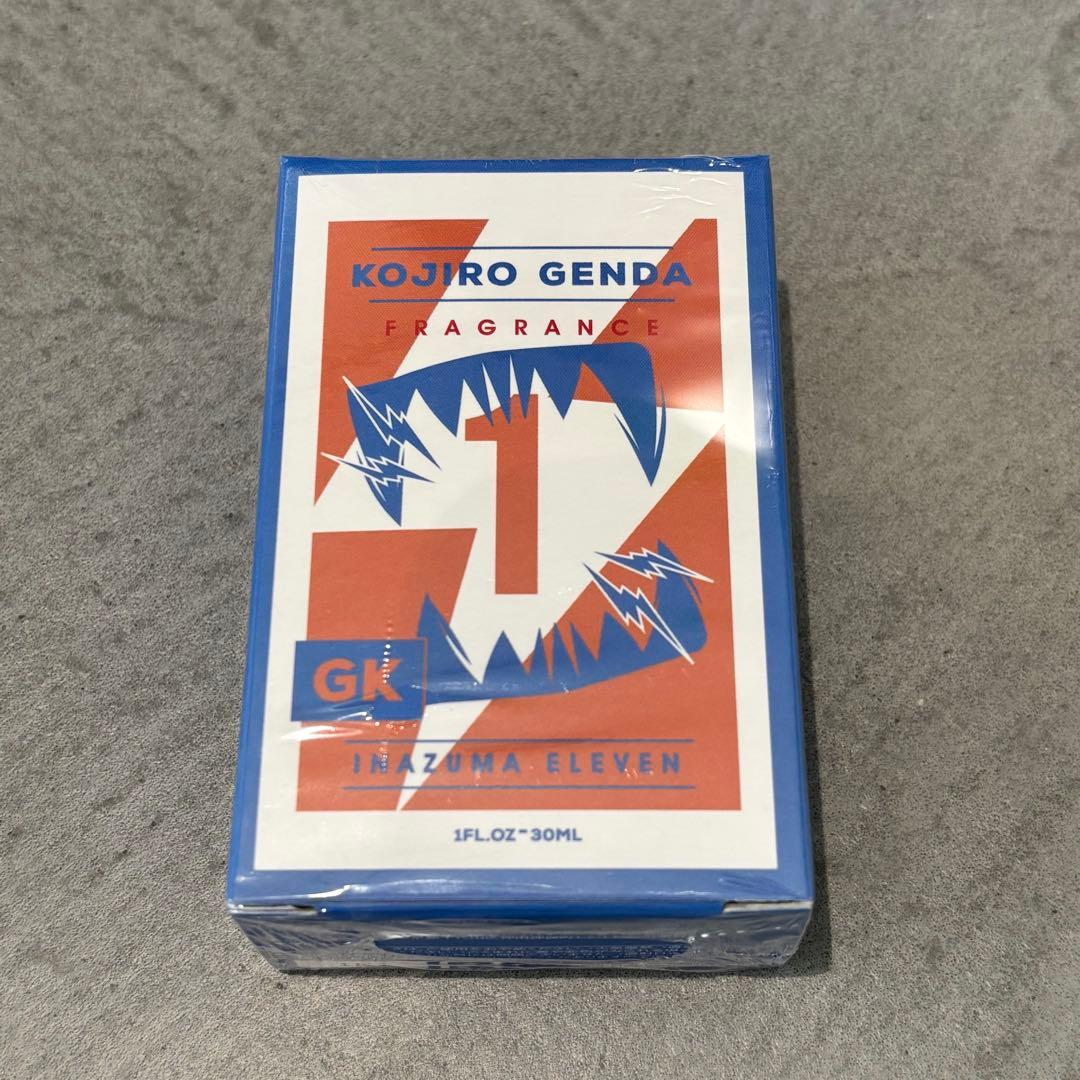 KOJIRO GENDA
FRAGRANCE
1
GK
INAZUMA ELEVEN
1FL.OZ-30ML